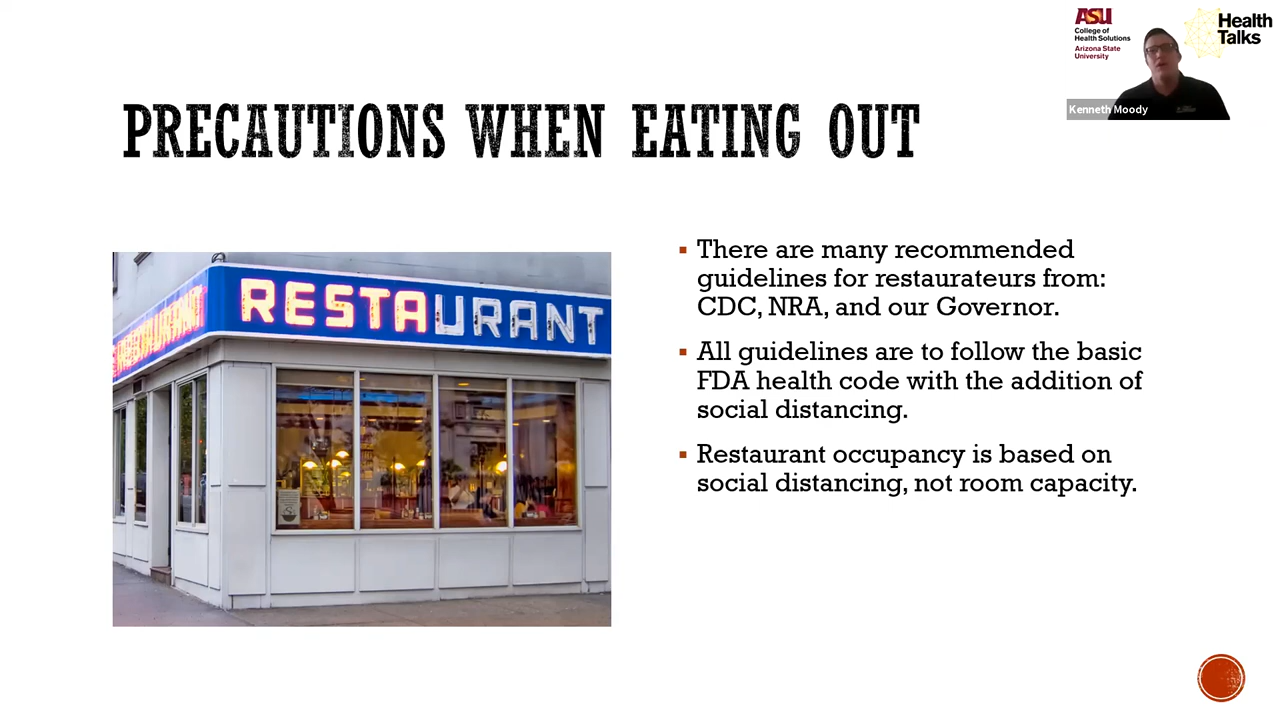 ASU
College of
Health Solutions
Arizona State
University
Health
Talks
Kenneth Moody
PRECAUTIONS WHEN EATING OUT
RESTAURANT
RESTAURANT
There are many recommended
guidelines for restaurateurs from:
CDC, NRA, and our Governor.
All guidelines are to follow the basic
FDA health code with the addition of
social distancing.
Restaurant occupancy is based on
social distancing, not room capacity.